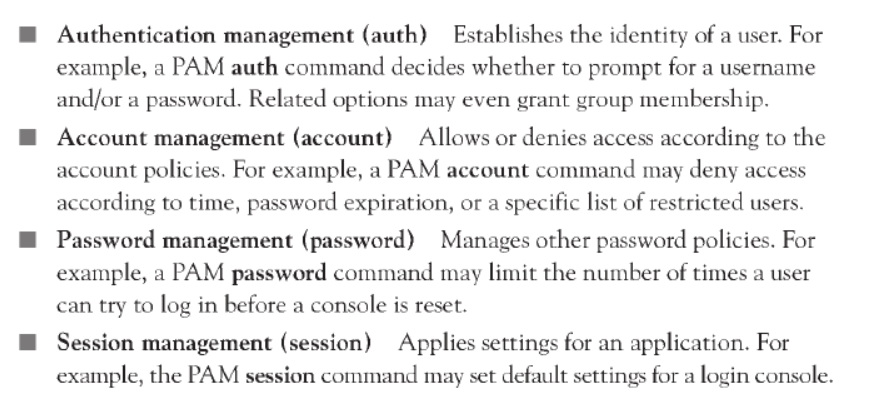 ■ Authentication management (auth) Establishes the identity of a user. For
example, a PAM auth command decides whether to prompt for a username
and/or a password. Related options may even grant group membership.
■ Account management (account) Allows or denies access according to the
account policies. For example, a PAM account command may deny access
according to time, password expiration, or a specific list of restricted users.
■ Password management (password) Manages other password policies. For
example, a PAM password command may limit the number of times a user
can try to log in before a console is reset.
■ Session management (session) Applies settings for an application. For
example, the PAM session command may set default settings for a login console.